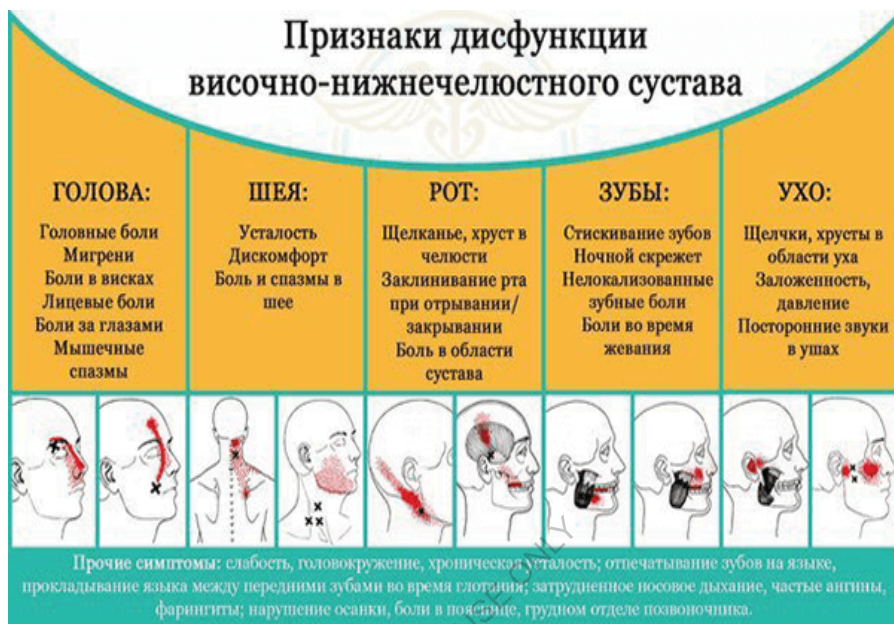 Признаки дисфункции
височно-нижнечелюстного сустава
ГОЛОВА:
Головные боли
Мигрени
Боли в висках
Лицевые боли
Боли за глазами
Мышечные
спазмы
ШЕЯ:
Усталость
Дискомфорт
Боль и спазмы в
шее
РОТ:
Щелканье, хруст в
челюсти
Заклинивание рта
при отрывании/
закрывании
Боль в области
сустава
ЗУБЫ:
Стискивание зубов
Ночной скрежет
Нелокализованные
зубные боли
Боли во время
жевания
УХО:
Щелчки, хрусты в
области уха
Заложенность,
давление
Посторонние звуки
в ушах
Прочие симптомы: слабость, головокружение, хроническая усталость; отпечатывание зубов на языке,
прокладывание языка между передними зубами во время глотания; затрудненное носовое дыхание, частые ангины,
фарингиты; нарушение осанки, боли в пояснице, грудном отделе позвоночника.
USE ONLY